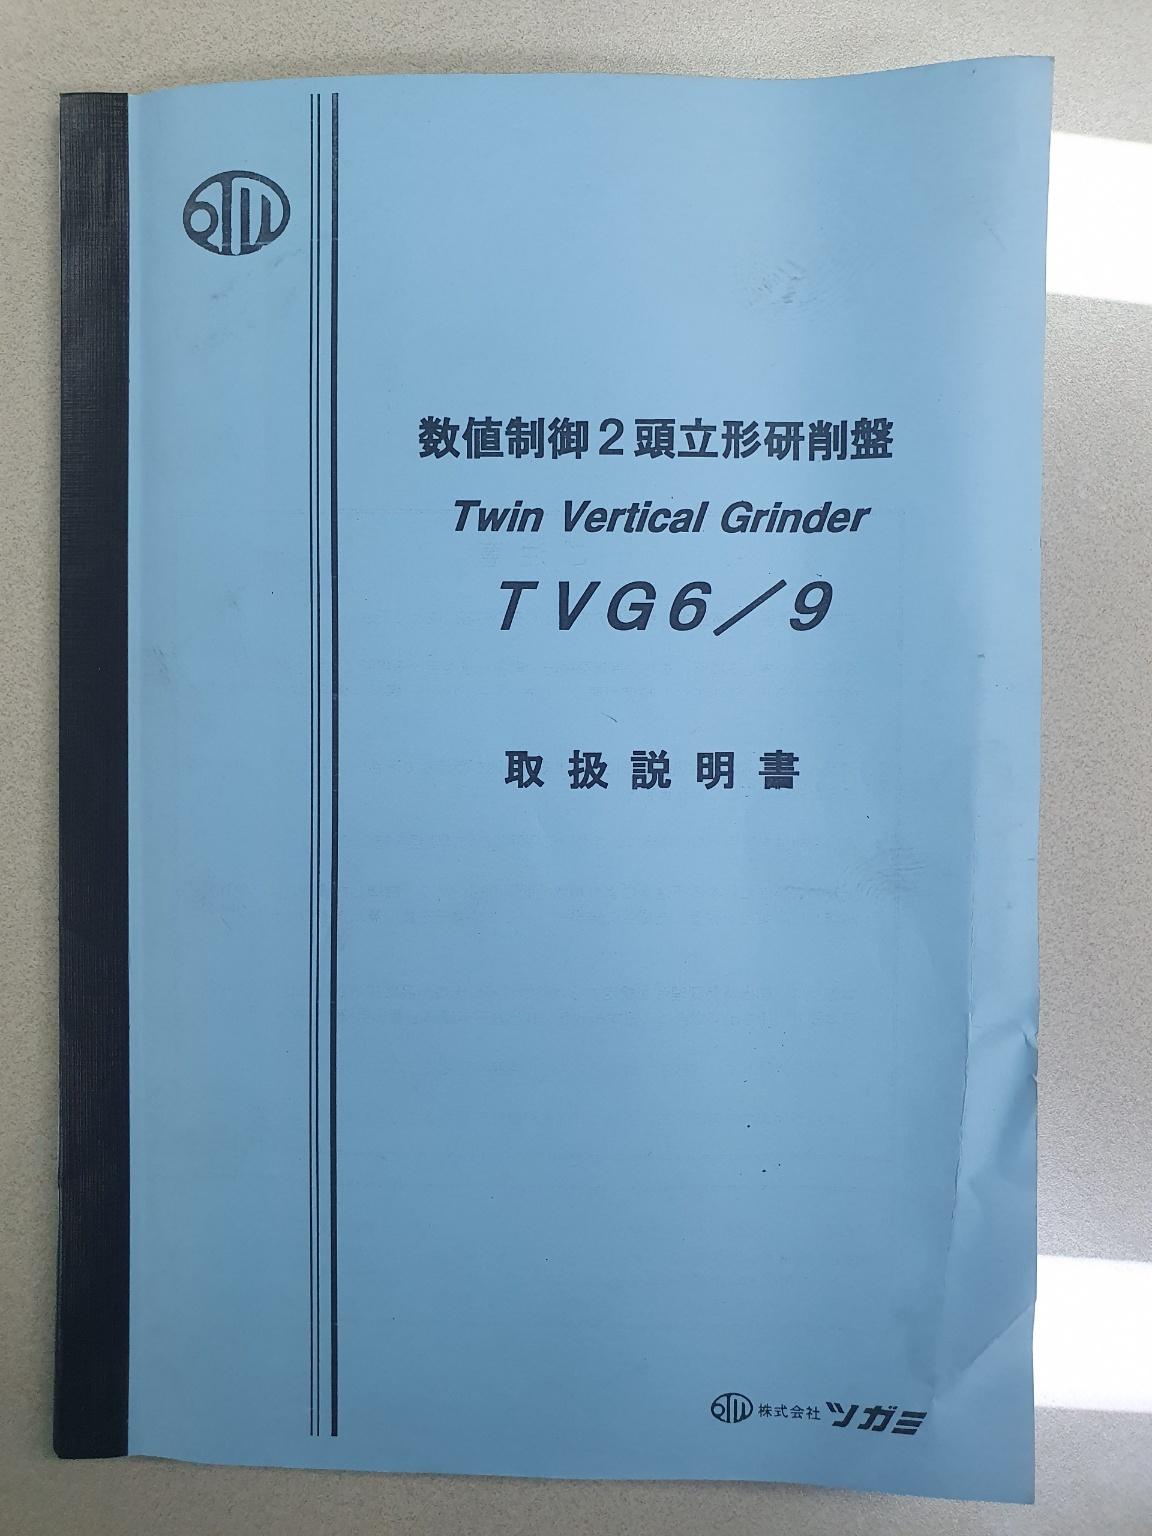 数値制御2頭立形研削盤
Twin Vertical Grinder
TVG6/9
取扱説明書
株式会社ツガミ